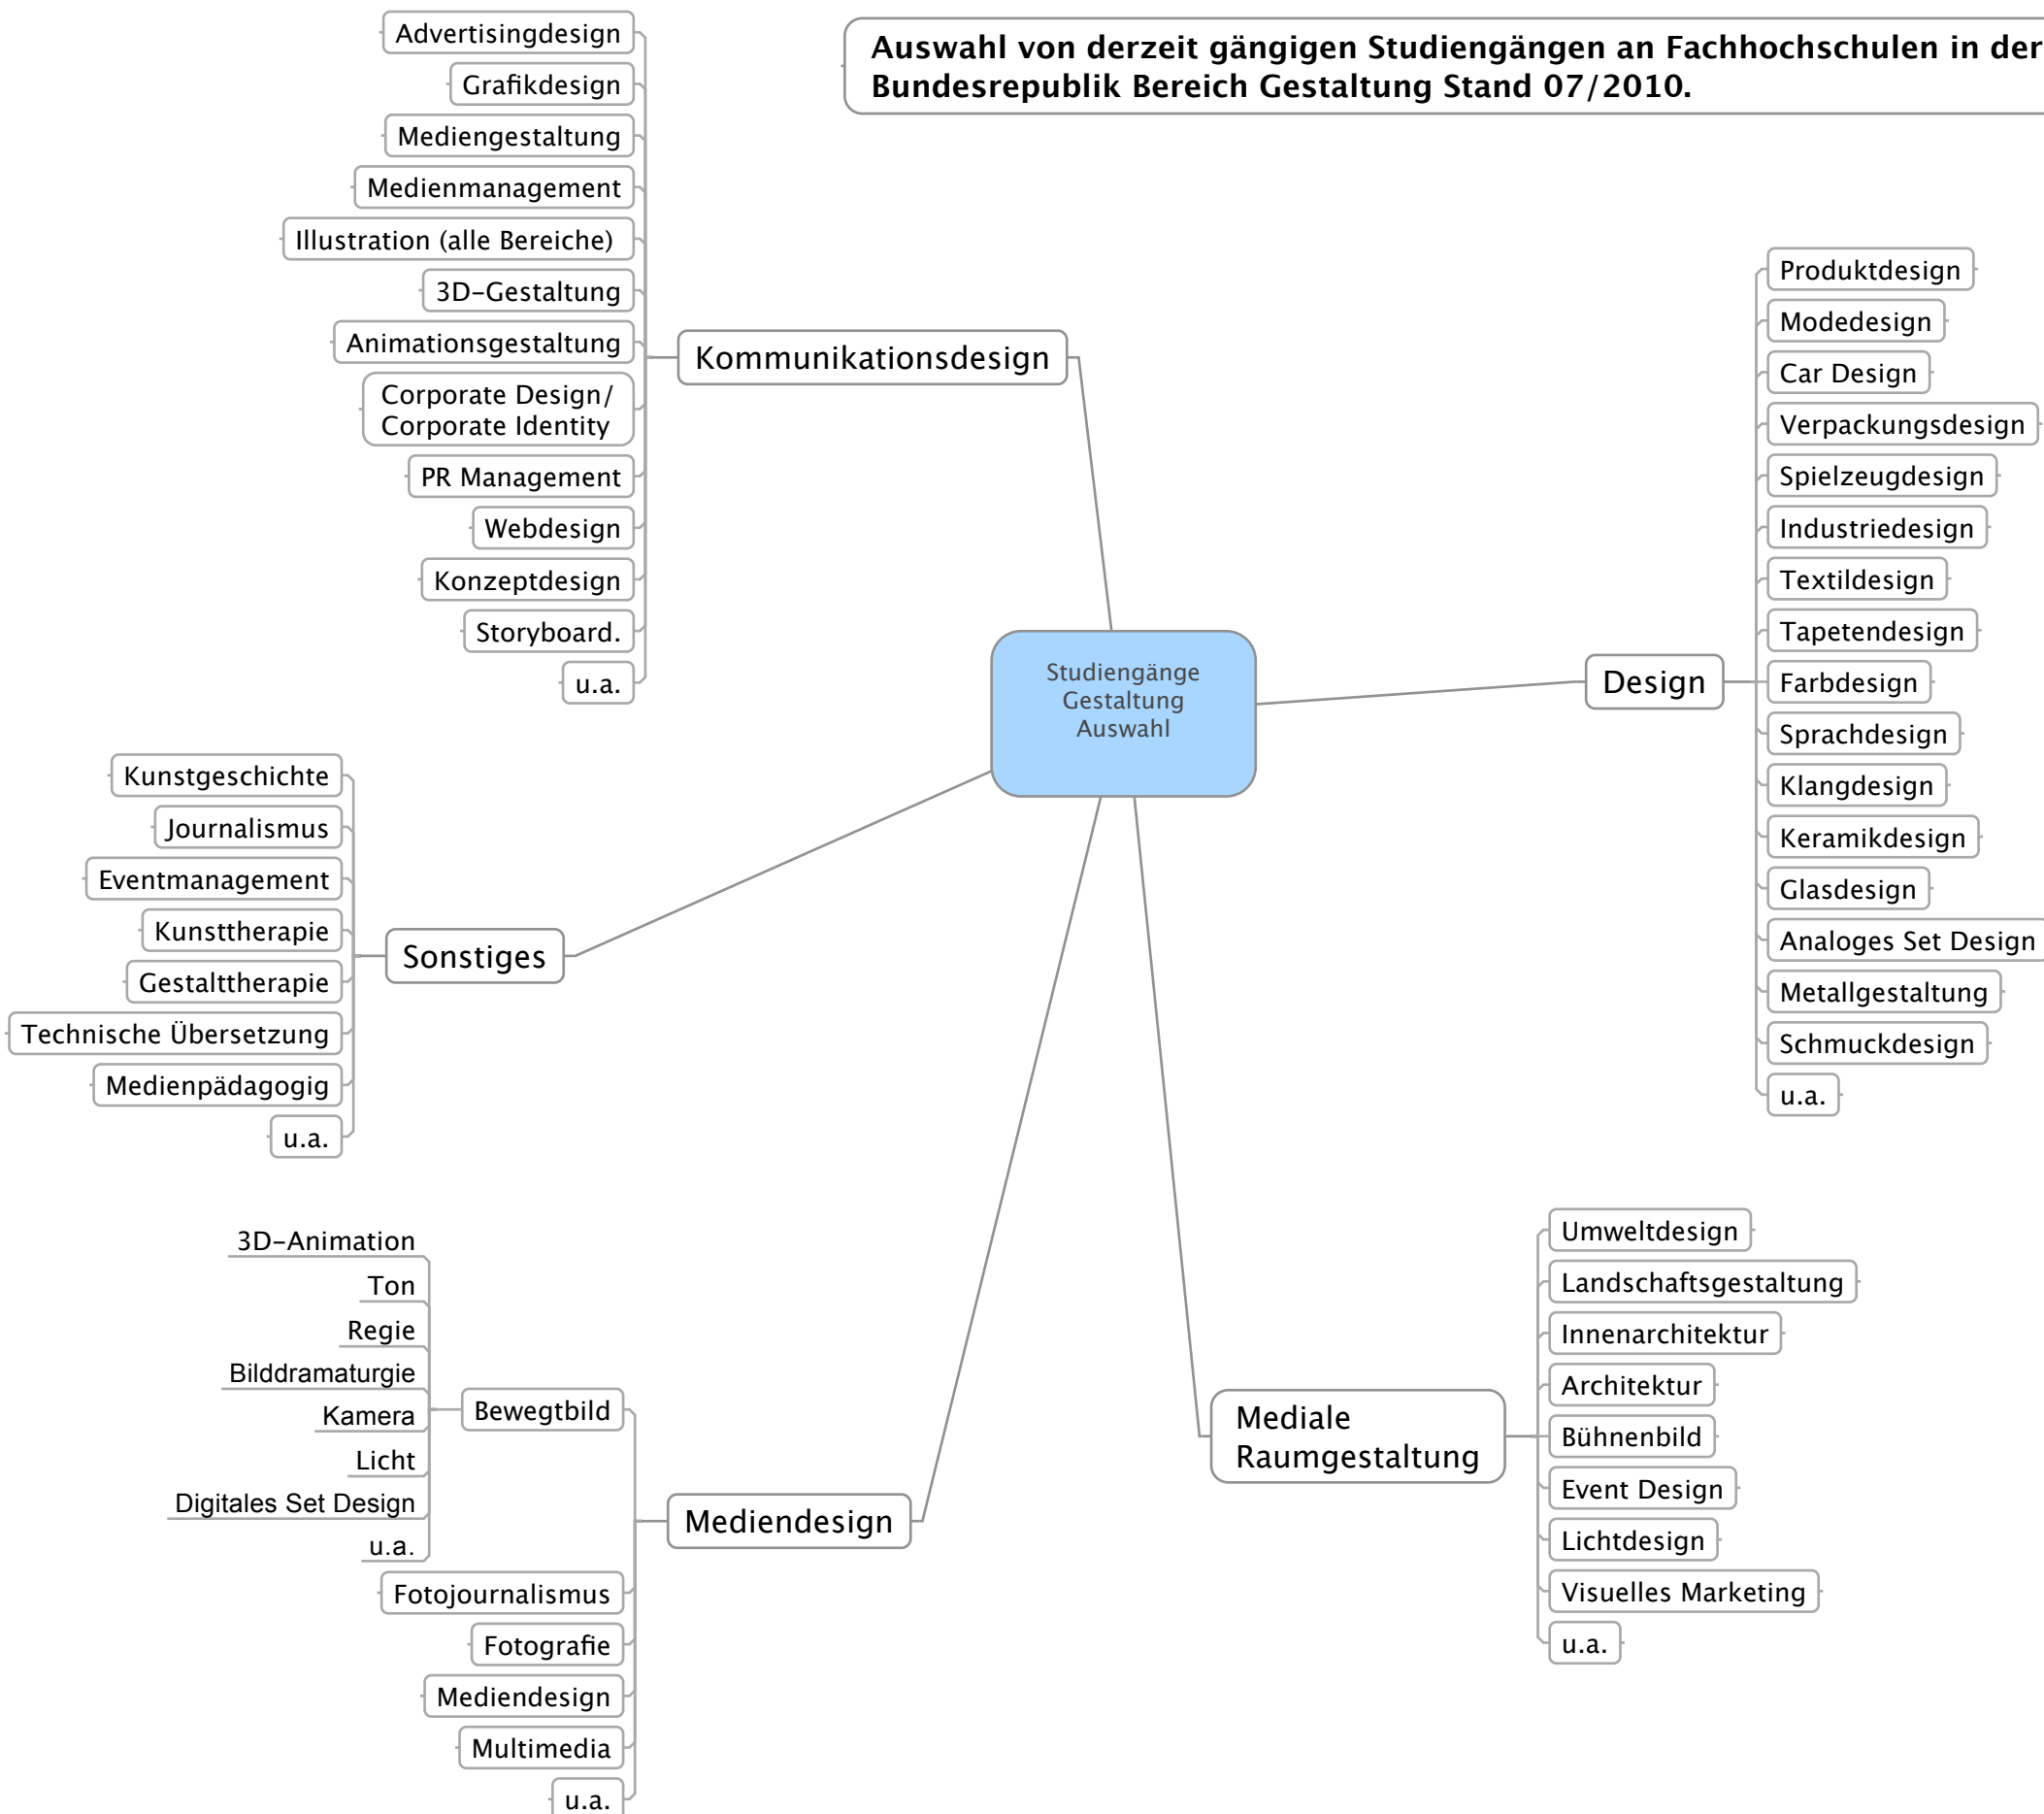 Auswahl von derzeit gängigen Studiengängen an Fachhochschulen in der
Bundesrepublik Bereich Gestaltung Stand 07/2010.
Studiengänge
Gestaltung
Auswahl
Kommunikationsdesign
Advertisingdesign
Grafikdesign
Mediengestaltung
Medienmanagement
Illustration (alle Bereiche)
3D-Gestaltung
Animationsgestaltung
Corporate Design/
Corporate Identity
PR Management
Webdesign
Konzeptdesign
Storyboard.
u.a.
Design
Produktdesign
Modedesign
Car Design
Verpackungsdesign
Spielzeugdesign
Industriedesign
Textildesign
Tapetendesign
Farbdesign
Sprachdesign
Klangdesign
Keramikdesign
Glasdesign
Analoges Set Design
Metallgestaltung
Schmuckdesign
u.a.
Sonstiges
Kunstgeschichte
Journalismus
Eventmanagement
Kunsttherapie
Gestalttherapie
Technische Übersetzung
Medienpädagogig
u.a.
Mediendesign
Bewegtbild
3D-Animation
Ton
Regie
Bilddramaturgie
Kamera
Licht
Digitales Set Design
u.a.
Fotojournalismus
Fotografie
Mediendesign
Multimedia
u.a.
Mediale
Raumgestaltung
Umweltdesign
Landschaftsgestaltung
Innenarchitektur
Architektur
Bühnenbild
Event Design
Lichtdesign
Visuelles Marketing
u.a.